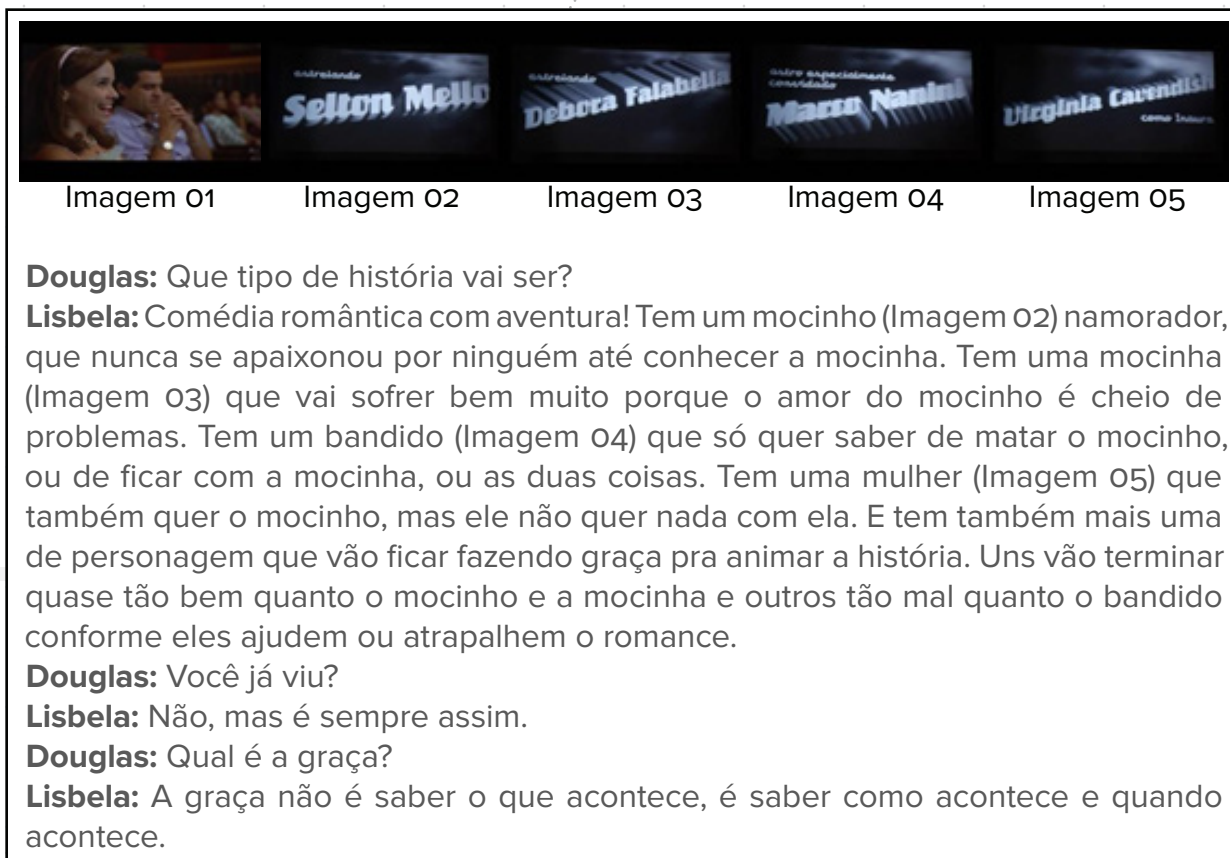 estrelando
Selton Mello
estrelando
Debora Falabella
astro especialmente
convidado
Marco Nanini
Virginia Cavendish
como Inaura
Imagem 01 Imagem 02 Imagem 03 Imagem 04 Imagem 05
Douglas: Que tipo de história vai ser?
Lisbela: Comédia romântica com aventura! Tem um mocinho (Imagem 02) namorador,
que nunca se apaixonou por ninguém até conhecer a mocinha. Tem uma mocinha
(Imagem 03) que vai sofrer bem muito porque o amor do mocinho é cheio de
problemas. Tem um bandido (Imagem 04) que só quer saber de matar o mocinho,
ou de ficar com a mocinha, ou as duas coisas. Tem uma mulher (Imagem 05) que
também quer o mocinho, mas ele não quer nada com ela. E tem também mais uma
de personagem que vão ficar fazendo graça pra animar a história. Uns vão terminar
quase tão bem quanto o mocinho e a mocinha e outros tão mal quanto o bandido
conforme eles ajudem ou atrapalhem o romance.
Douglas: Você já viu?
Lisbela: Não, mas é sempre assim.
Douglas: Qual é a graça?
Lisbela: A graça não é saber o que acontece, é saber como acontece e quando
acontece.